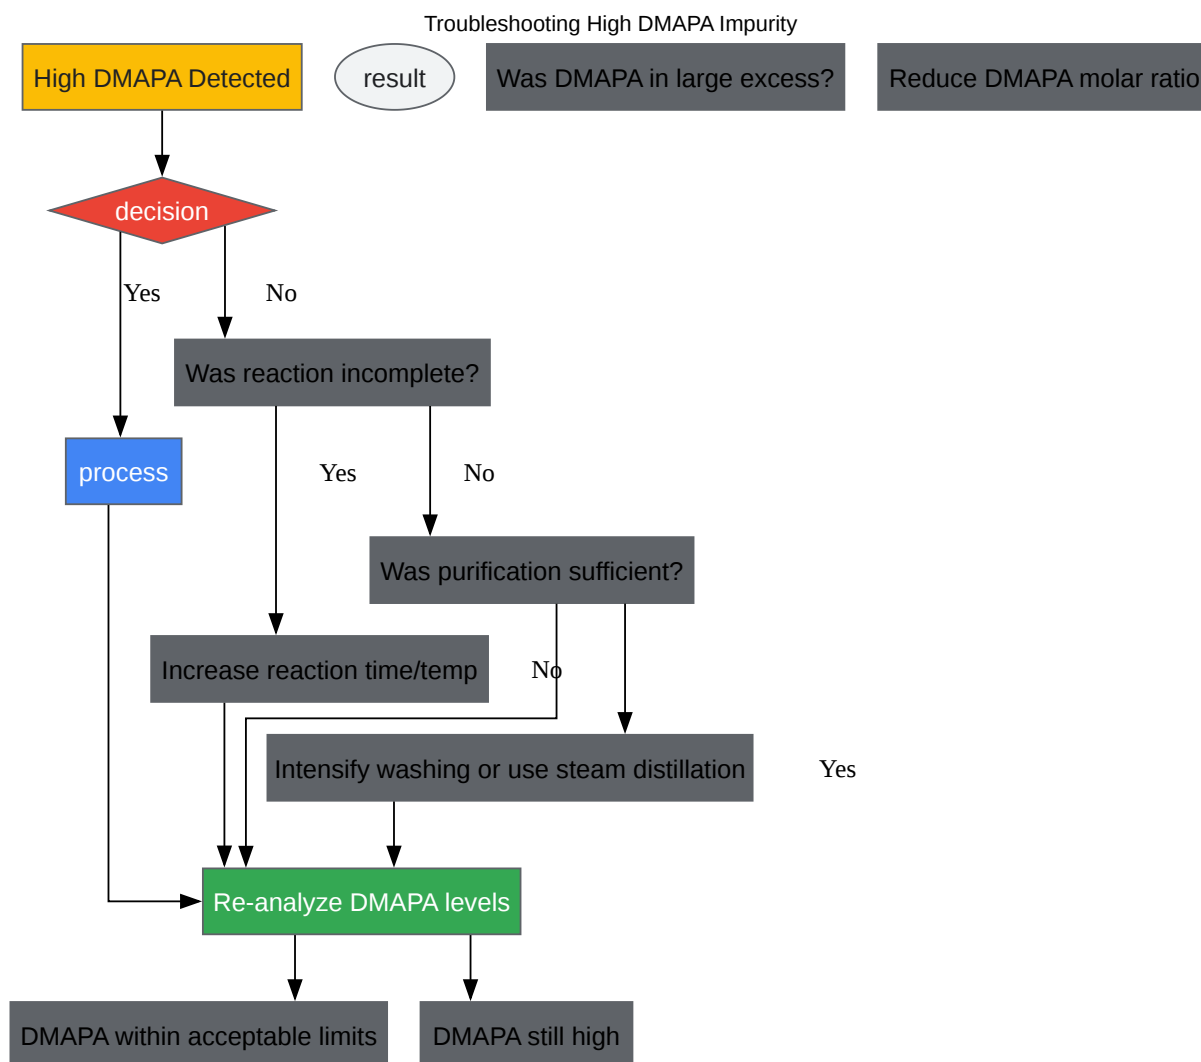 Troubleshooting High DMAPA Impurity
High DMAPA Detected
result
Was DMAPA in large excess?
Reduce DMAPA molar ratio
decision
Yes
No
Was reaction incomplete?
process
Yes
No
Was purification sufficient?
Increase reaction time/temp
No
Intensify washing or use steam distillation
Yes
Re-analyze DMAPA levels
DMAPA within acceptable limits
DMAPA still high